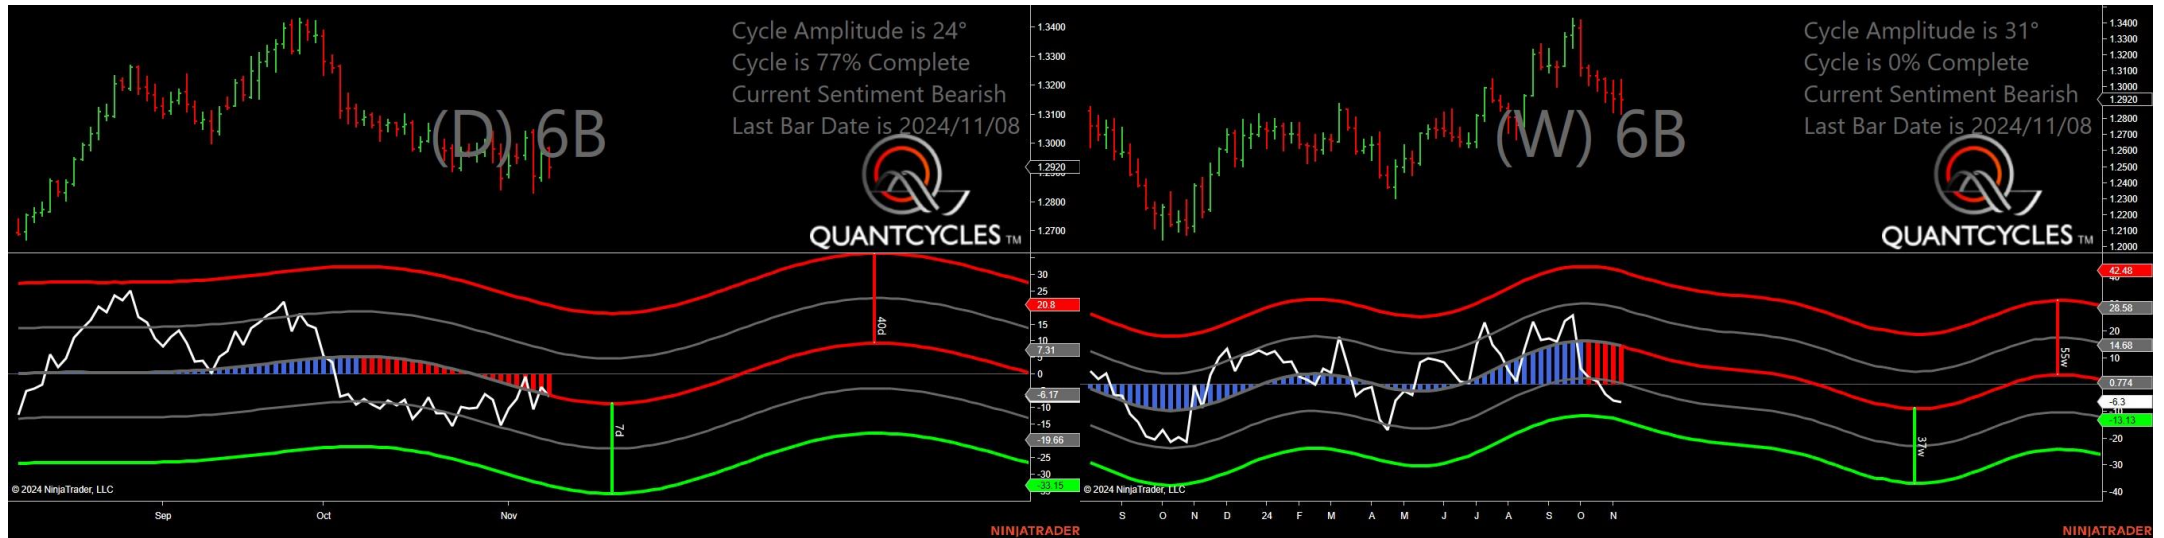 Cycle Amplitude is 24°
Cycle is 77% Complete
Current Sentiment Bearish
Last Bar Date is 2024/11/08
(D) 6B
QUANTCYCLES TM
1.3400
1.3300
1.3200
1.3100
1.3000
1.2920
1.2800
1.2700
30
25
20.8
15
10
7.31
0
-6.17
-10
-15
-19.66
-25
-30
-33.15
40d
7d
© 2024 NinjaTrader, LLC
Sep
Oct
Nov
NINJATRADER
Cycle Amplitude is 31°
Cycle is 0% Complete
Current Sentiment Bearish
Last Bar Date is 2024/11/08
(W) 6B
QUANTCYCLES TM
1.3400
1.3300
1.3200
1.3100
1.3000
1.2920
1.2800
1.2700
1.2600
1.2500
1.2400
1.2300
1.2200
1.2100
1.2000
42.48
28.58
20
14.68
10
0.774
-6.3
-13.13
-20
-30
-40
55w
37w
© 2024 NinjaTrader, LLC
S O N D 24 F M A M J J A S O N
NINJATRADER